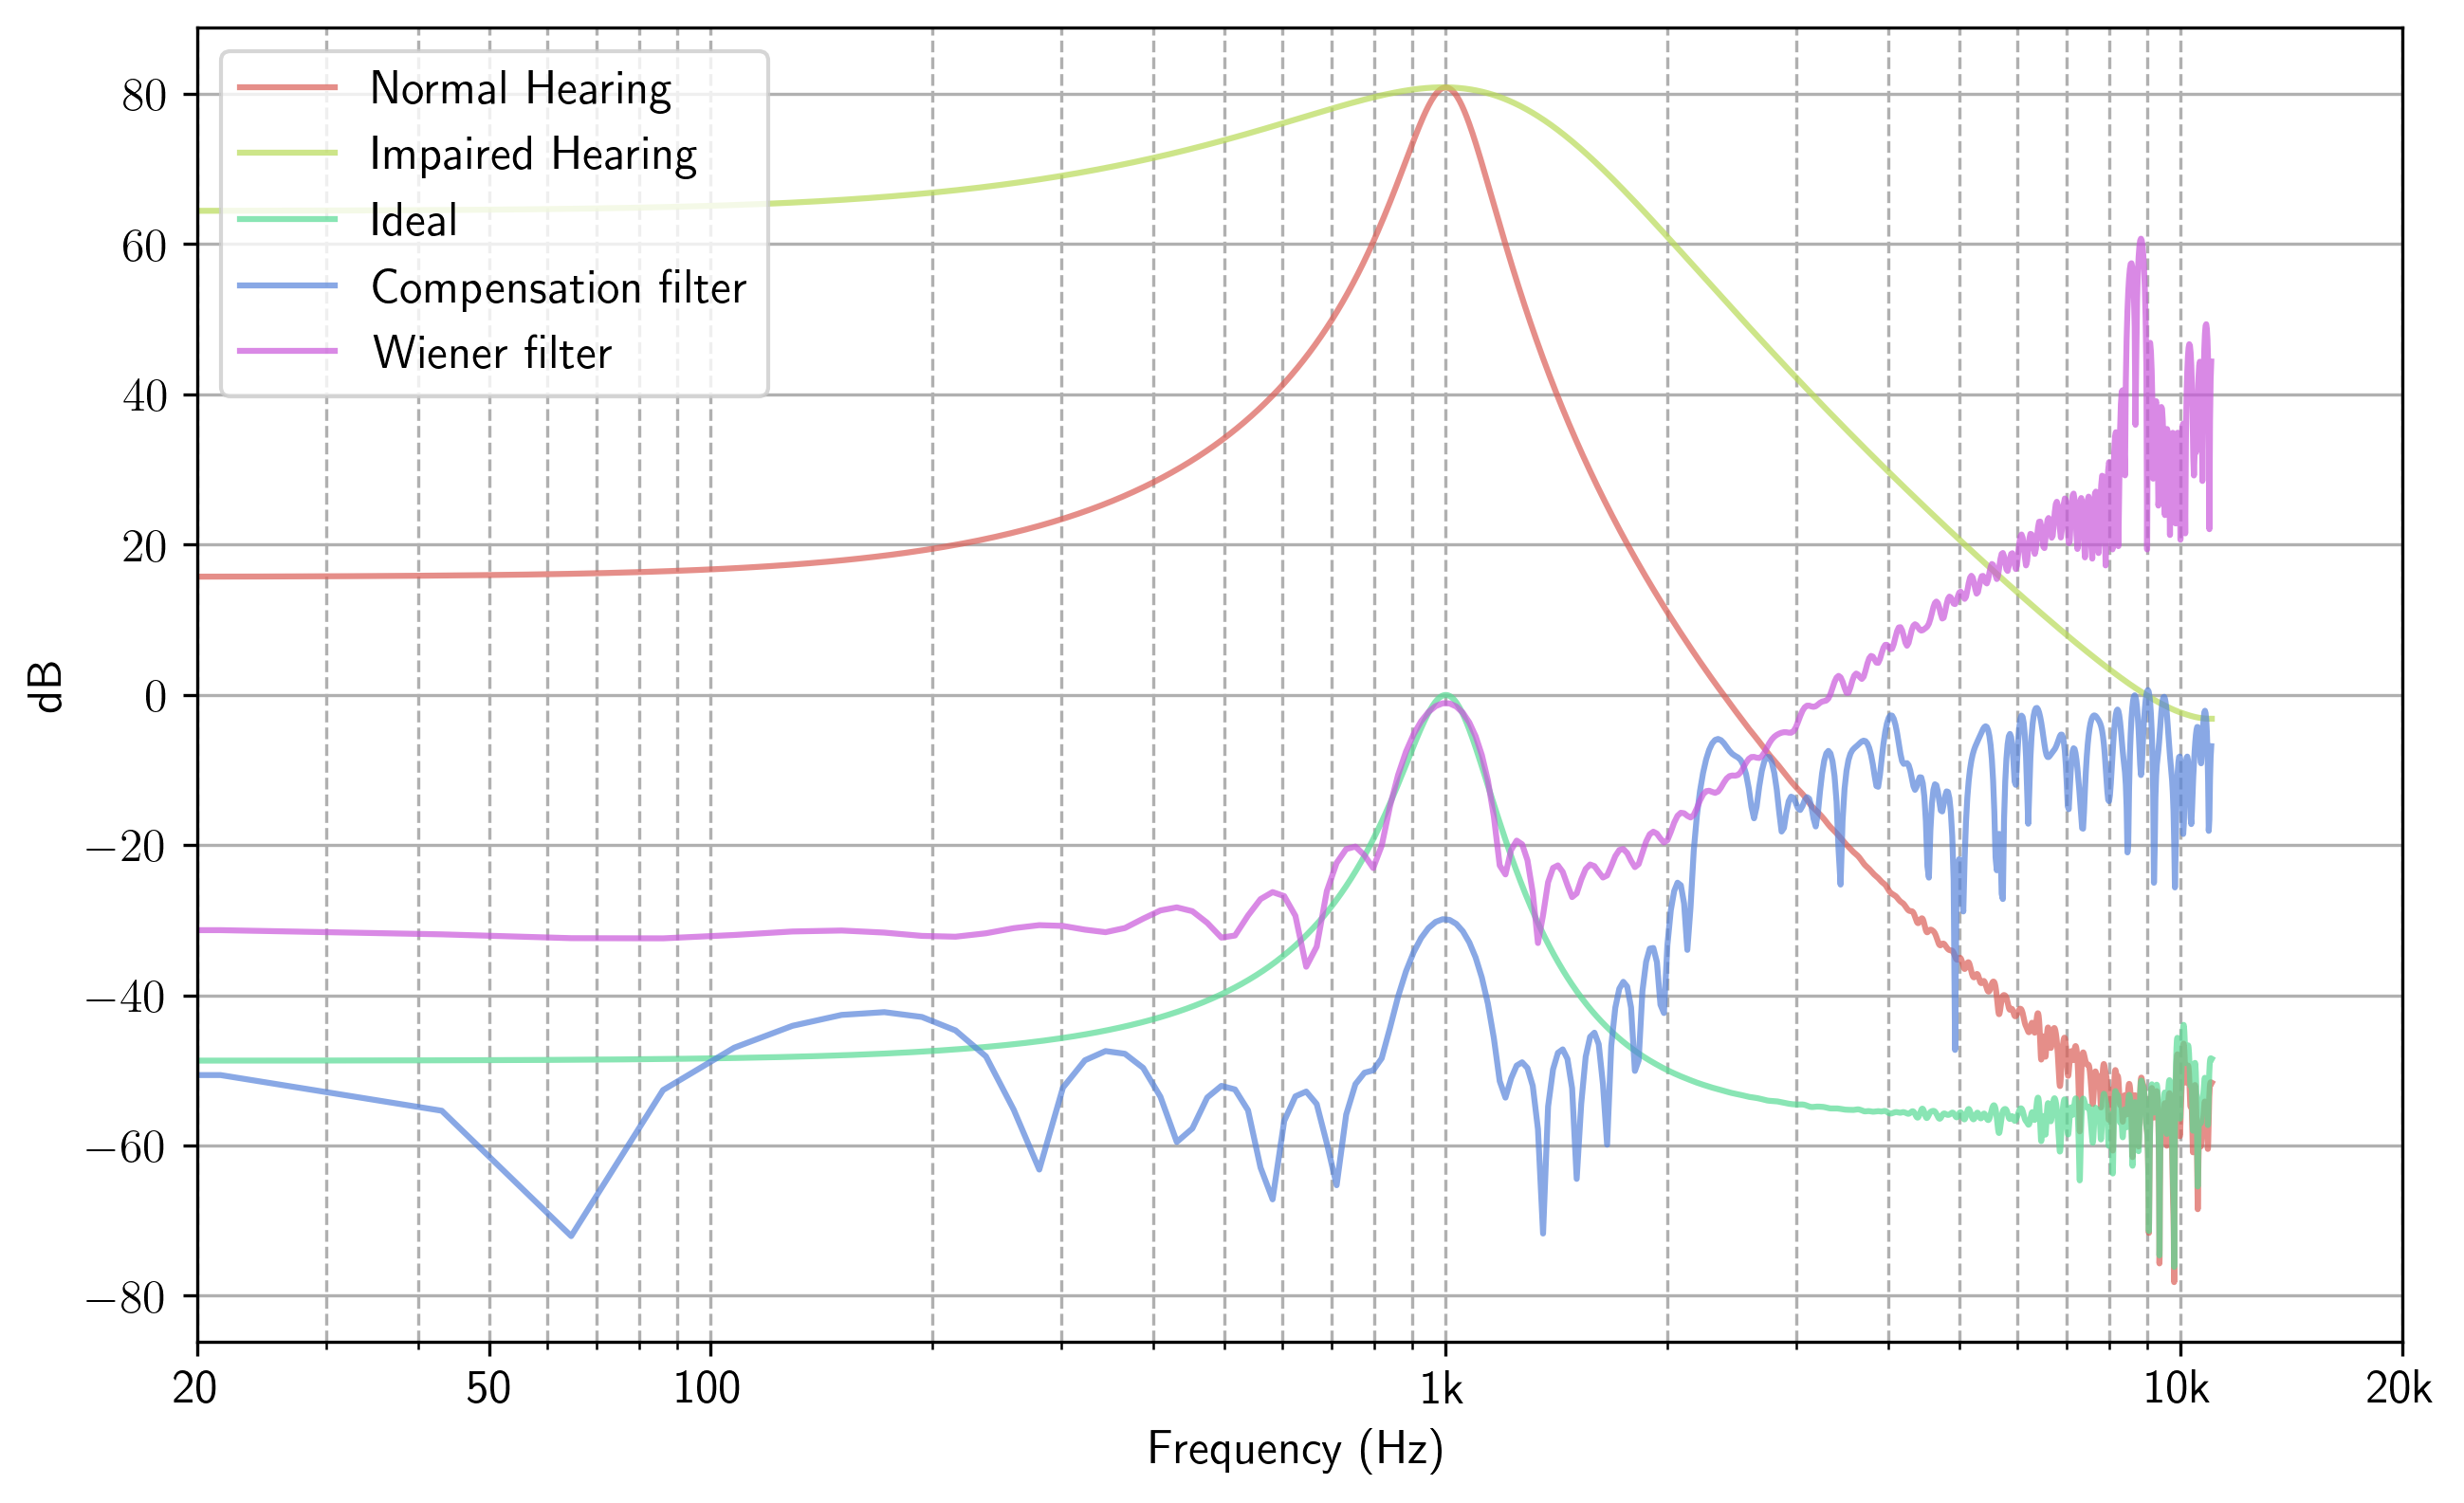 Normal Hearing
Impaired Hearing
Ideal
Compensation filter
Wiener filter
80
60
40
20
0
−20
−40
−60
−80
dB
20 50 100 1k 10k 20k
Frequency (Hz)